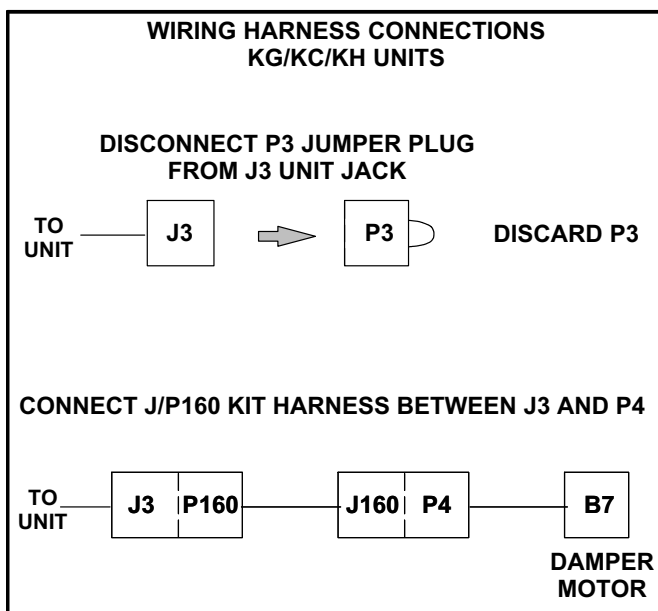 WIRING HARNESS CONNECTIONS
KG/KC/KH UNITS
DISCONNECT P3 JUMPER PLUG
FROM J3 UNIT JACK
TO
UNIT
J3
P3
DISCARD P3
CONNECT J/P160 KIT HARNESS BETWEEN J3 AND P4
TO
UNIT
J3
P160
J160
P4
B7
DAMPER
MOTOR